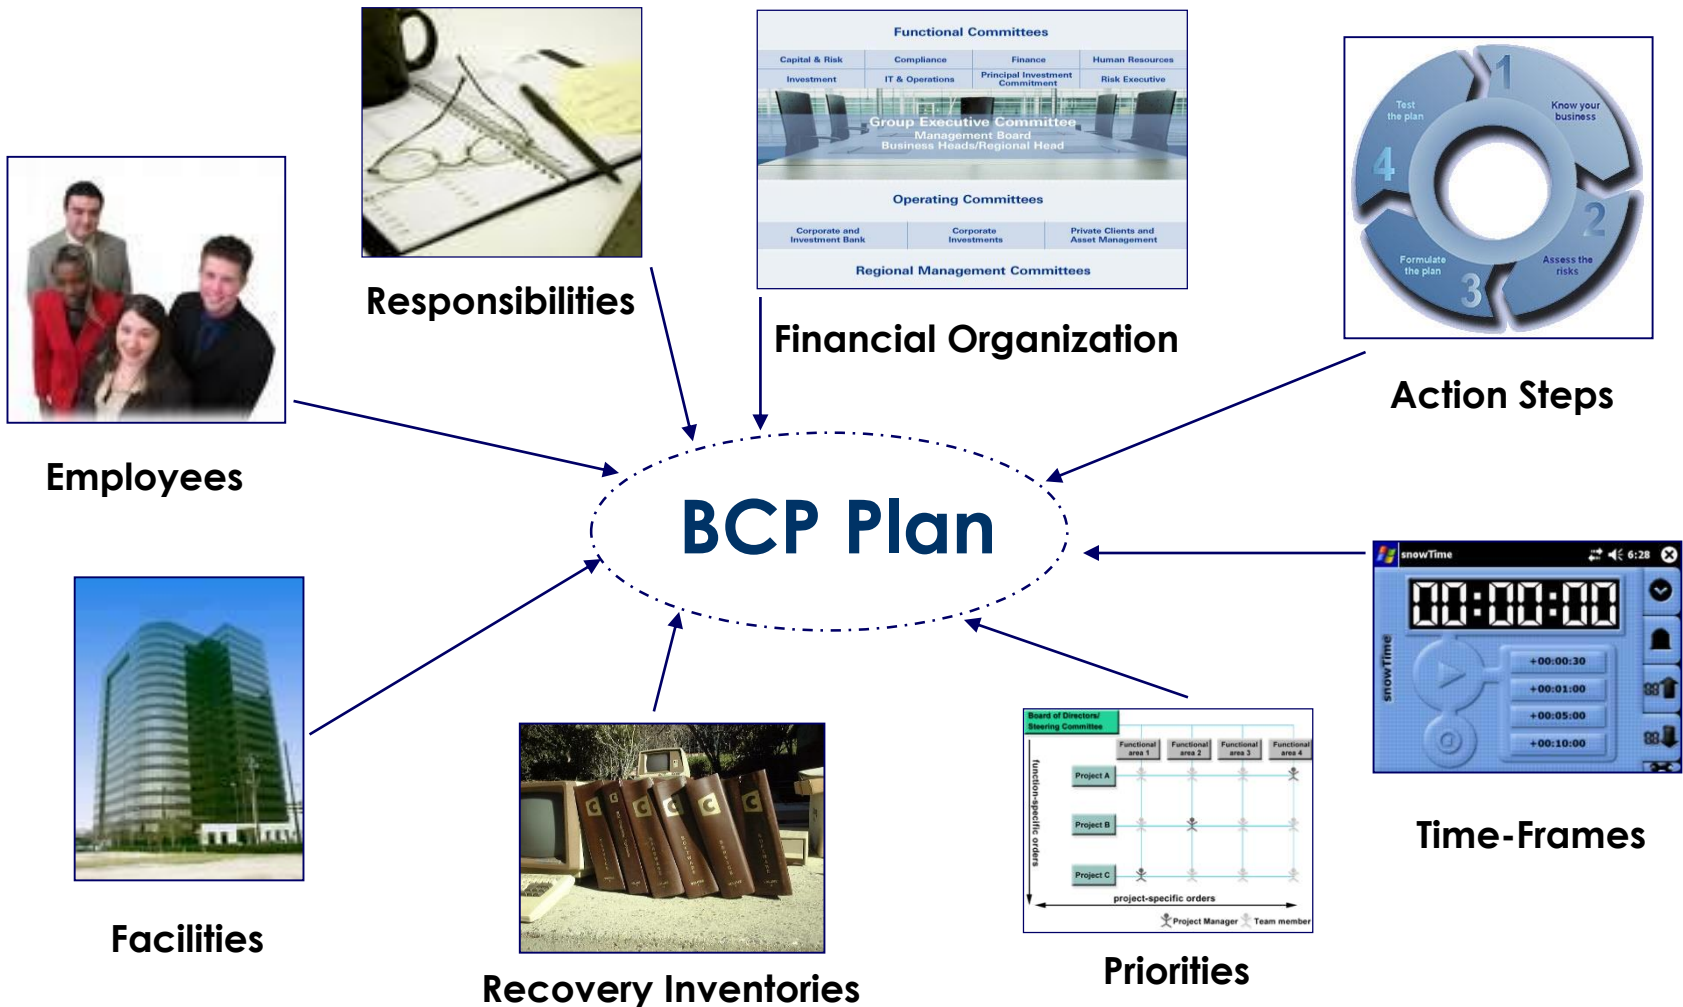 Functional Committees
Capital & Risk
Compliance
Finance
Human Resources
Investment
IT & Operations
Principal Investment
Commitment
Risk Executive
Group Executive Committee
Management Board
Business Heads/Regional Head
Operating Committees
Corporate and
Investment Bank
Corporate
Investments
Private Clients and
Asset Management
Regional Management Committees
1
Know your
business
2
Assess the
risks
3
Formulate
the plan
4
Test
the plan
Responsibilities
Financial Organization
Action Steps
Employees
BCP Plan
snowTime
6:28
00:00:00
snowTime
+00:00:30
+00:01:00
+00:05:00
+00:10:00
Time-Frames
Facilities
C
C
C
C
C
Recovery Inventories
Board of Directors/
Steering Committee
Functional
area 1
Functional
area 2
Functional
area 3
Functional
area 4
Project A
Project B
Project C
function-specific orders
project-specific orders
Project Manager
Team member
Priorities